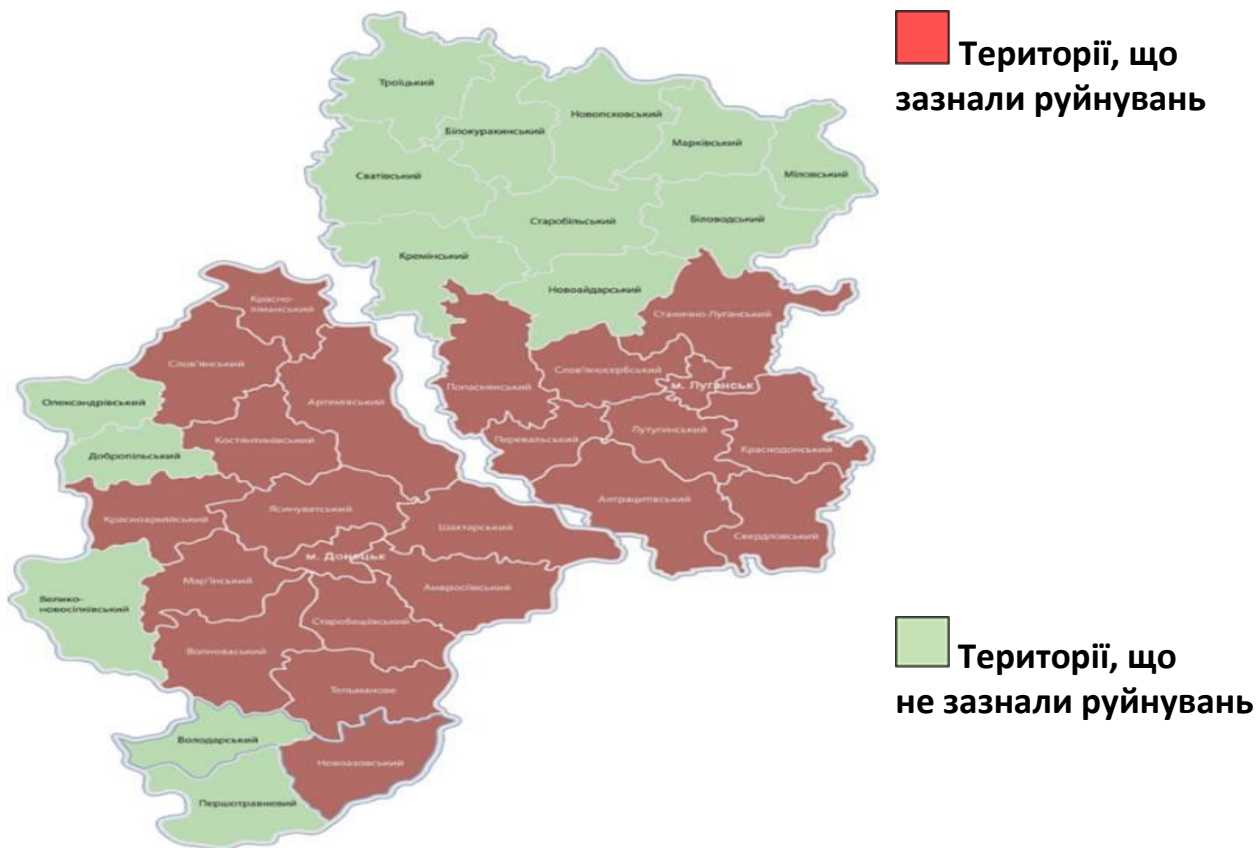 Території, що
зазнали руйнувань
Троїцький
Білокуракинський
Новопсковський
Марківський
Міловський
Сватівський
Старобільський
Біловодський
Кремінський
Новоайдарський
Красно-
лиманський
Станично-Луганський
Слов'янський
Слов'яносербський
м. Луганськ
Попаснянський
Олександрівський
Артемівський
Костянтинівський
Перевальський
Лутугинський
Краснодонський
Добропільський
Антрацитівський
Красноармійський
Ясинуватський
Шахтарський
Свердловський
м. Донецьк
Мар'їнський
Амвросіївський
Велико-
новосілківський
Старобешівський
Волноваський
Тельманове
Володарський
Новоазовський
Першотравневий
Території, що
не зазнали руйнувань